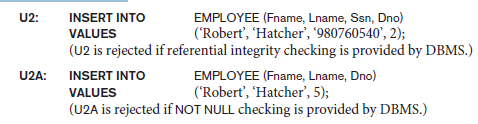 U2: INSERT INTO EMPLOYEE (Fname, Lname, Ssn, Dno)
VALUES (‘Robert’, ‘Hatcher’, ‘980760540’, 2);
(U2 is rejected if referential integrity checking is provided by DBMS.)
U2A: INSERT INTO EMPLOYEE (Fname, Lname, Dno)
VALUES (‘Robert’, ‘Hatcher’, 5);
(U2A is rejected if NOT NULL checking is provided by DBMS.)